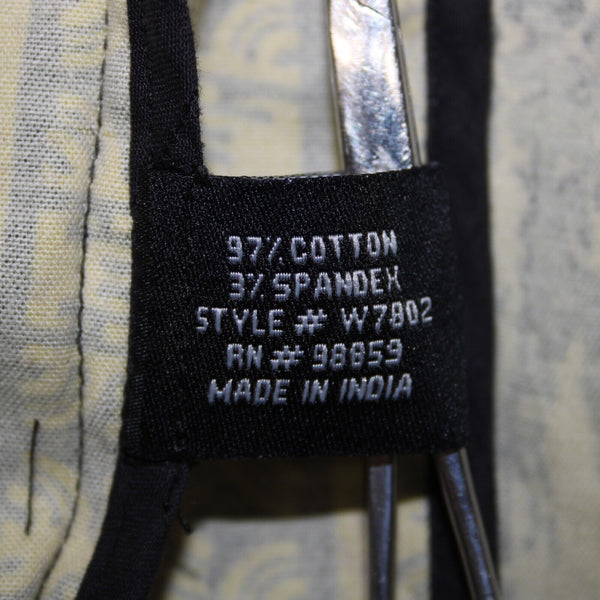 97% COTTON
3% SPANDEX
STYLE # W7802
RN # 98859
MADE IN INDIA